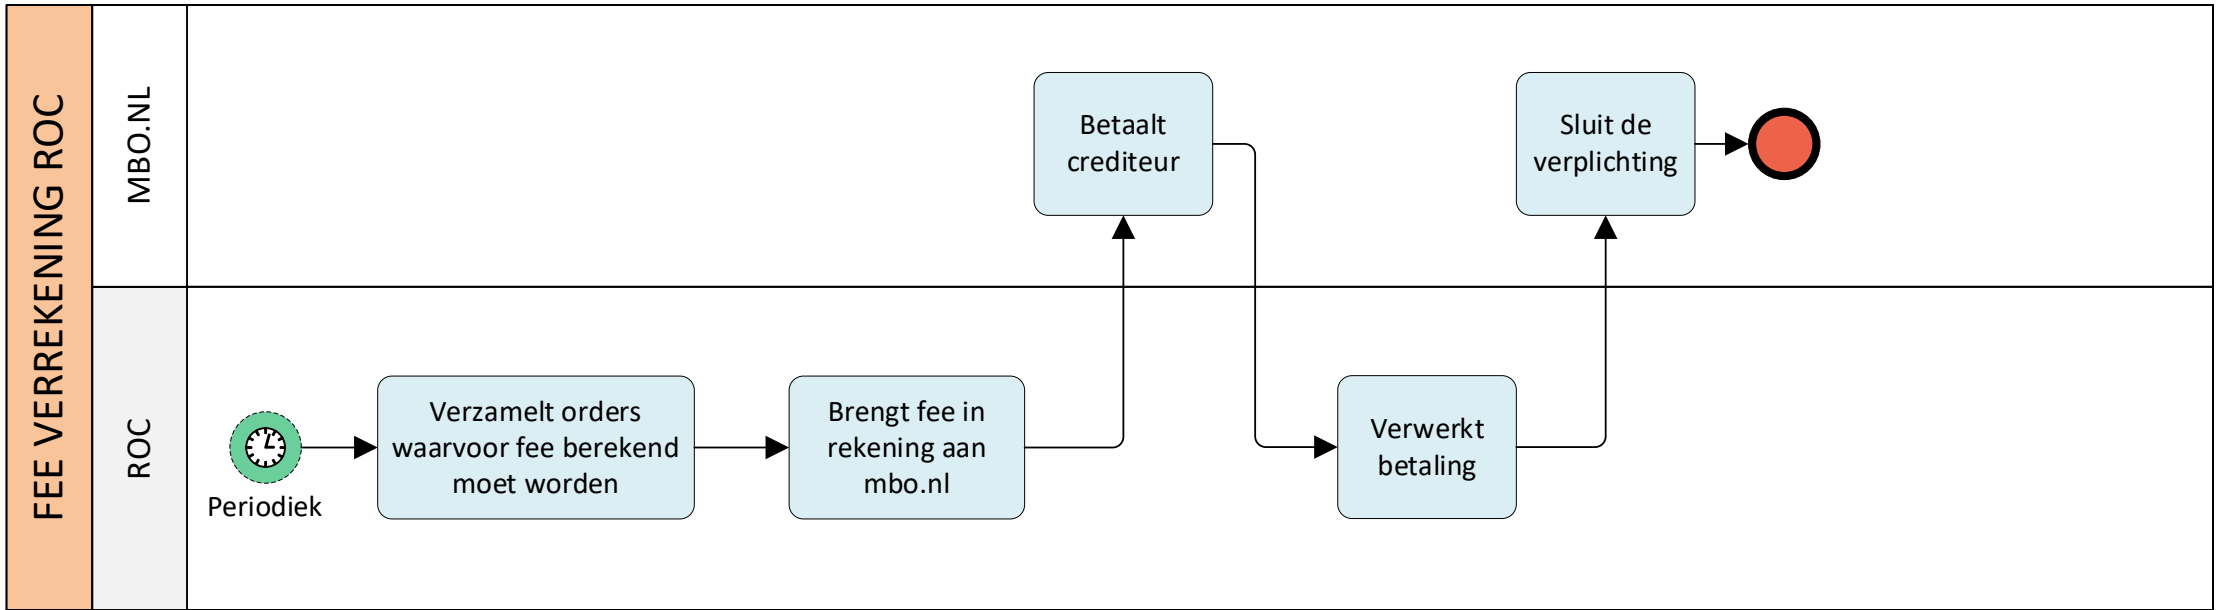 FEE VERREKENING ROC
MBO.NL
Betaalt
crediteur
Sluit de
verplichting
ROC
Periodiek
Verzamelt orders
waarvoor fee berekend
moet worden
Brengt fee in
rekening aan
mbo.nl
Verwerkt
betaling